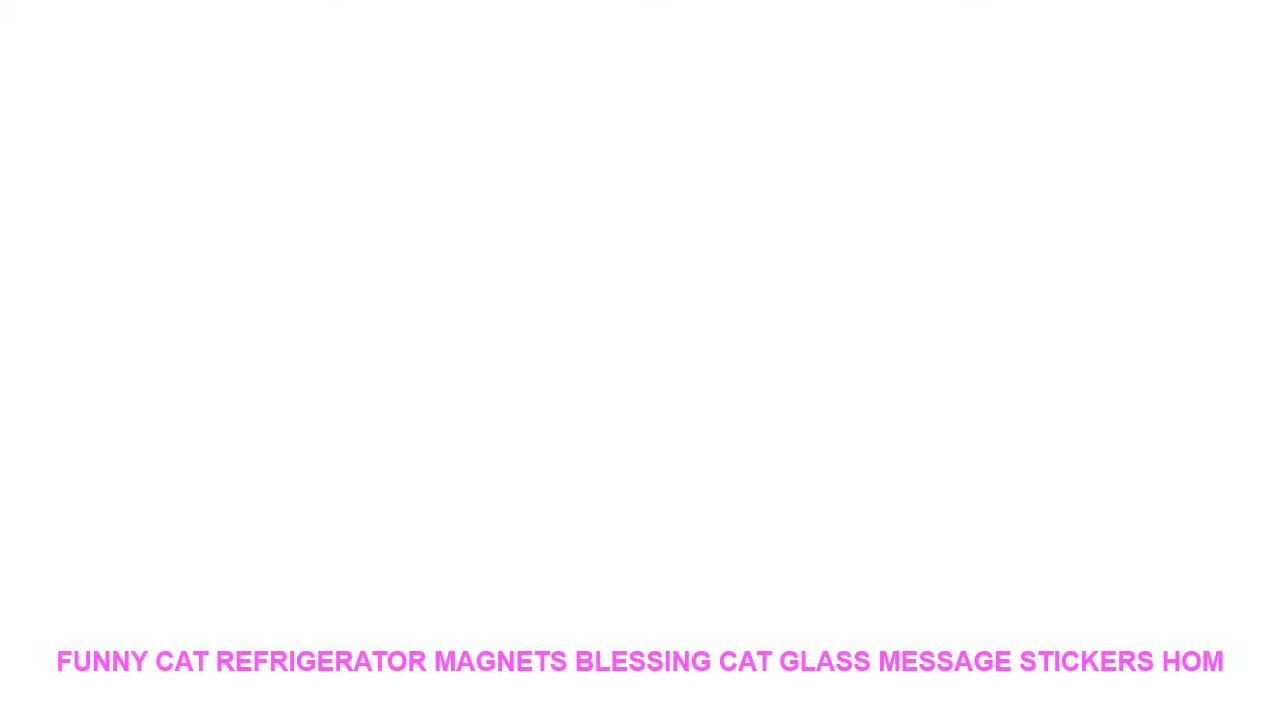 FUNNY CAT REFRIGERATOR MAGNETS BLESSING CAT GLASS MESSAGE STICKERS HOM